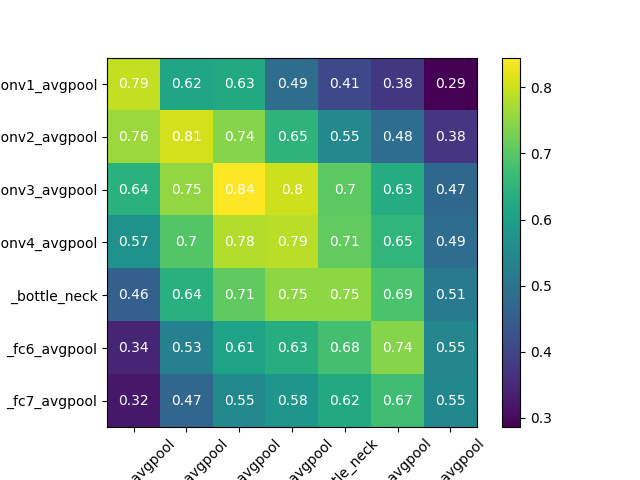 onv1_avgpool 0.79 0.62 0.63 0.49 0.41 0.38 0.29
onv2_avgpool 0.76 0.81 0.74 0.65 0.55 0.48 0.38
onv3_avgpool 0.64 0.75 0.84 0.8 0.7 0.63 0.47
onv4_avgpool 0.57 0.7 0.78 0.79 0.71 0.65 0.49
_bottle_neck 0.46 0.64 0.71 0.75 0.75 0.69 0.51
_fc6_avgpool 0.34 0.53 0.61 0.63 0.68 0.74 0.55
_fc7_avgpool 0.32 0.47 0.55 0.58 0.62 0.67 0.55
avgpool avgpool avgpool avgpool tle_neck avgpool avgpool
0.8
0.7
0.6
0.5
0.4
0.3